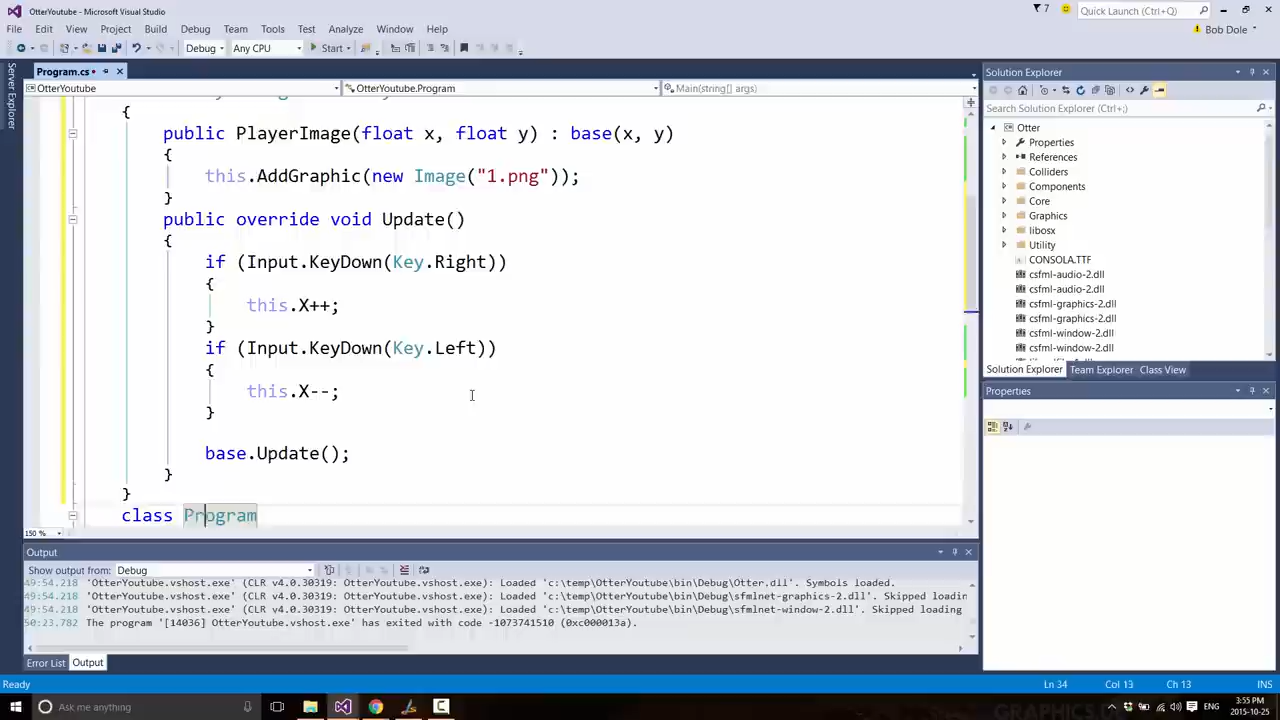 OtterYoutube - Microsoft Visual Studio
7
Quick Launch (Ctrl+Q)
File Edit View Project Build Debug Team Tools Test Analyze Window Help
Bob Dole
Debug Any CPU Start
Server Explorer
Program.cs
OtterYoutube OtterYoutube.Program Main(string[] args)
{
public PlayerImage(float x, float y) : base(x, y)
{
this.AddGraphic(new Image("1.png"));
}
public override void Update()
{
if (Input.KeyDown(Key.Right))
{
this.X++;
}
if (Input.KeyDown(Key.Left))
{
this.X--;
}
base.Update();
}
}
class Program
150 %
Solution Explorer
Search Solution Explorer (Ctrl+;)
Otter
Properties
References
Colliders
Components
Core
Graphics
libosx
Utility
CONSOLA.TTF
csfml-audio-2.dll
csfml-audio-2.dll
csfml-graphics-2.dll
csfml-graphics-2.dll
csfml-window-2.dll
csfml-window-2.dll
Solution Explorer Team Explorer Class View
Properties
Output
Show output from: Debug
49:54.218 'OtterYoutube.vshost.exe' (CLR v4.0.30319: OtterYoutube.vshost.exe): Loaded 'c:\temp\OtterYoutube\bin\Debug\Otter.dll'. Symbols loaded.
49:54.218 'OtterYoutube.vshost.exe' (CLR v4.0.30319: OtterYoutube.vshost.exe): Loaded 'c:\temp\OtterYoutube\bin\Debug\sfmlnet-graphics-2.dll'. Skipped loading
49:54.218 'OtterYoutube.vshost.exe' (CLR v4.0.30319: OtterYoutube.vshost.exe): Loaded 'c:\temp\OtterYoutube\bin\Debug\sfmlnet-window-2.dll'. Skipped loading
50:23.782 The program '[14036] OtterYoutube.vshost.exe' has exited with code -1073741510 (0xc000013a).
Error List Output
Ready Ln 34 Col 13 Ch 13 INS
Ask me anything
ENG
3:55 PM
2015-10-25